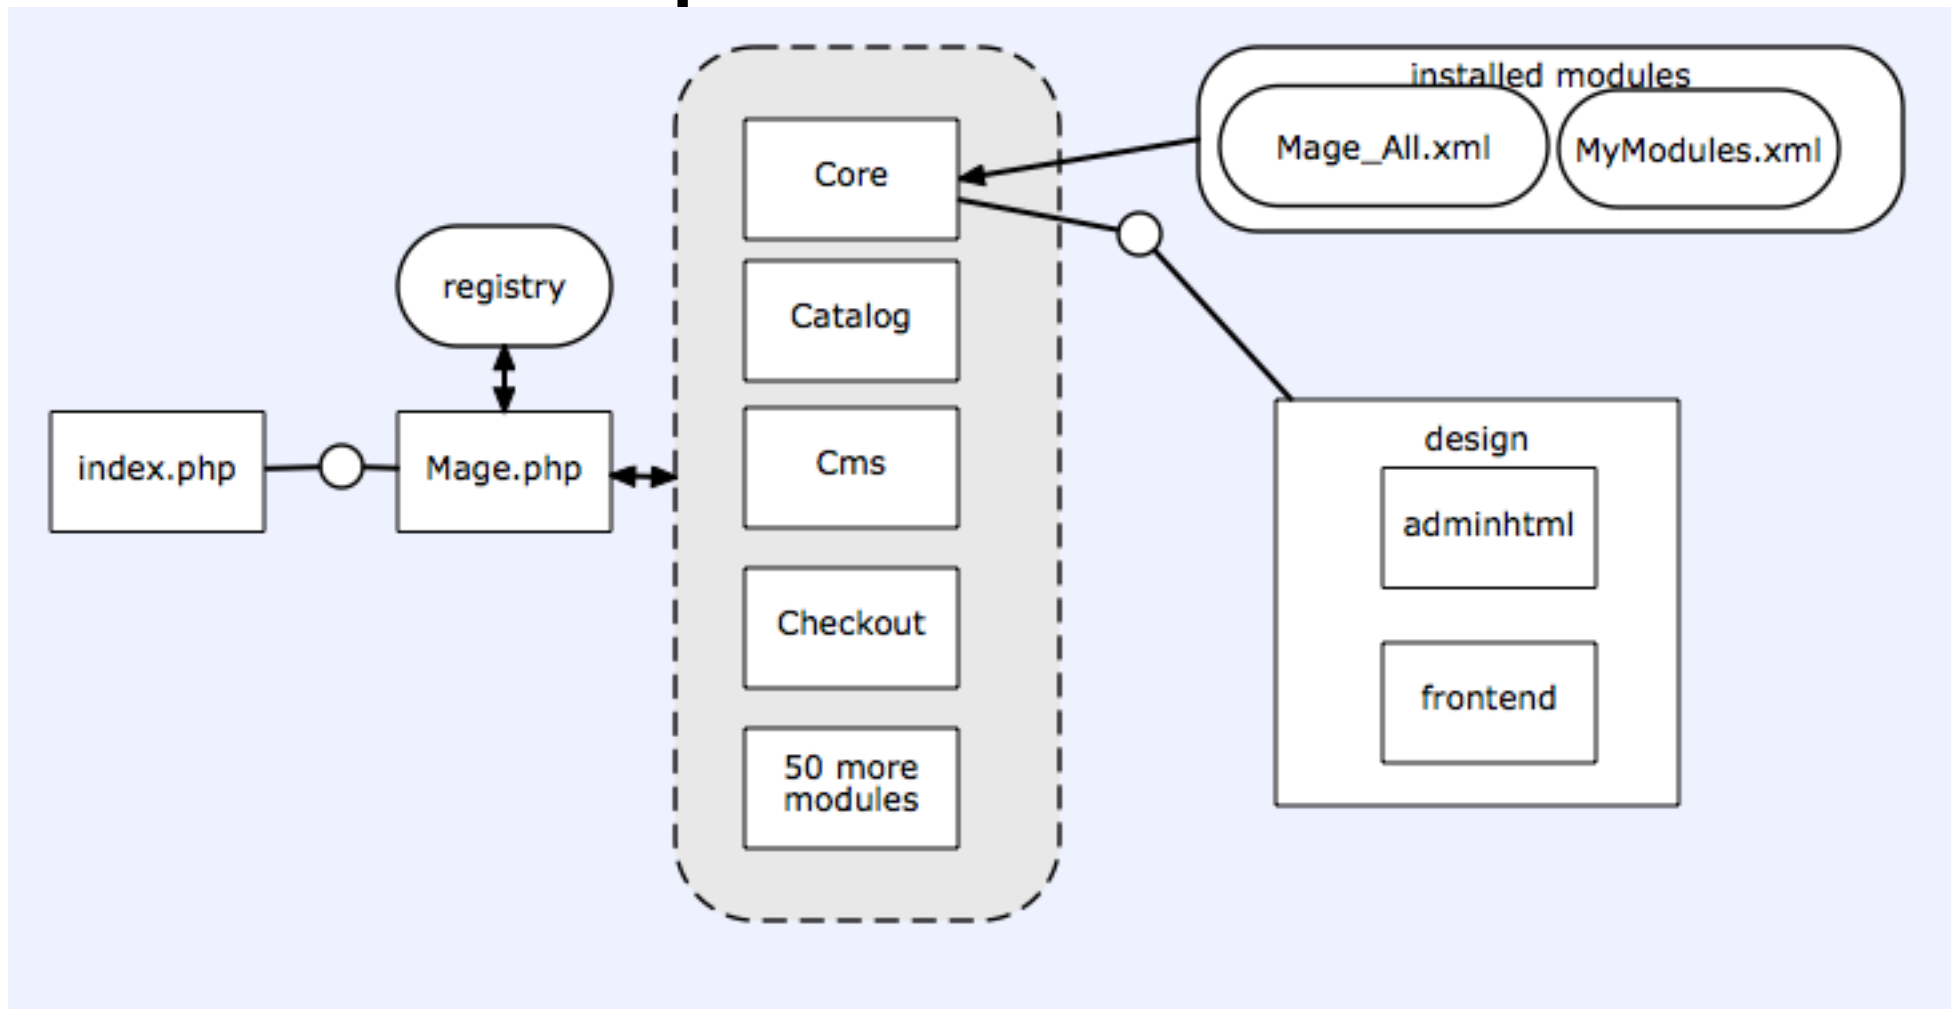 installed modules
Mage_All.xml
MyModules.xml
Core
registry
Catalog
index.php
Mage.php
Cms
design
adminhtml
Checkout
frontend
50 more
modules